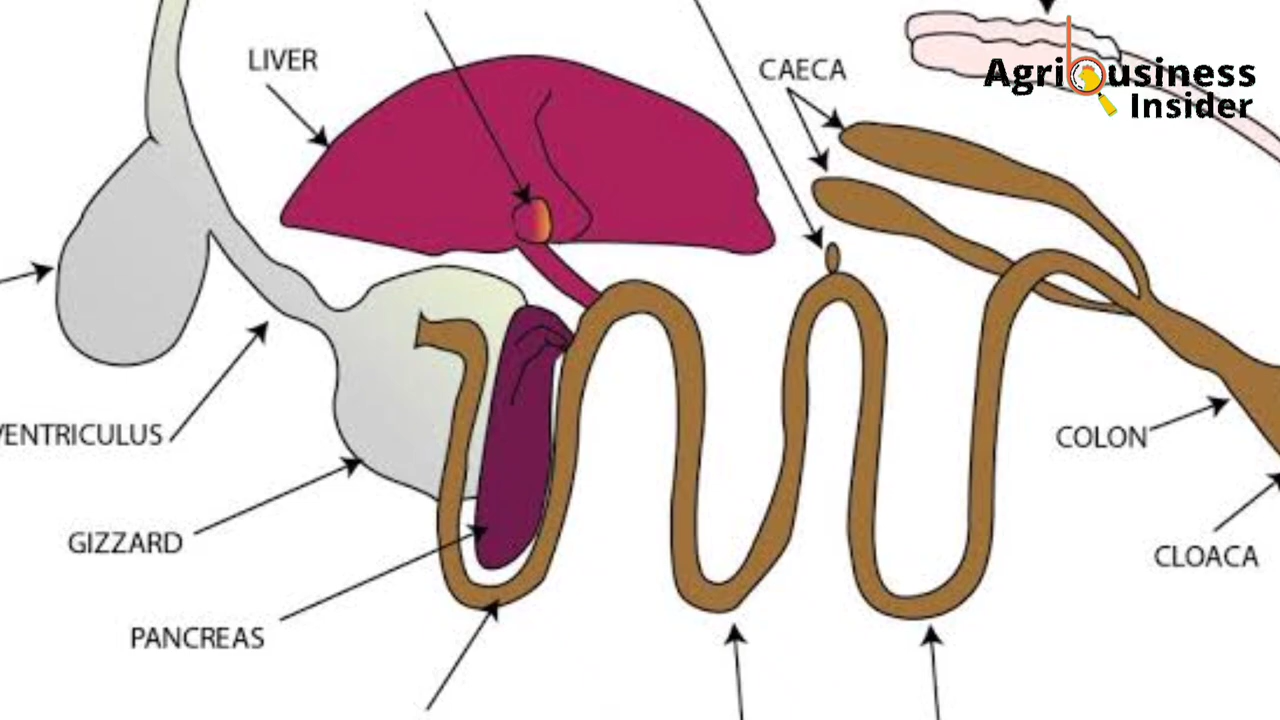 LIVER
CAECA
Agribusiness
Insider
VENTRICULUS
COLON
GIZZARD
CLOACA
PANCREAS